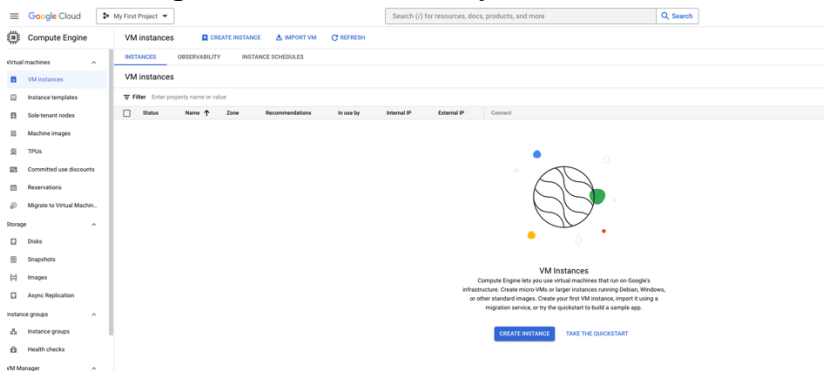 Google Cloud
My First Project
Search (/) for resources, docs, products, and more
Search
Compute Engine
VM instances
CREATE INSTANCE
IMPORT VM
REFRESH
Virtual machines
INSTANCES
OBSERVABILITY
INSTANCE SCHEDULES
VM instances
VM instances
Filter Enter property name or value
Status Name Zone Recommendations In use by Internal IP External IP Connect
Instance templates
Sole-tenant nodes
Machine images
TPUs
Committed use discounts
Reservations
Migrate to Virtual Machin...
Storage
Disks
Snapshots
Images
Async Replication
Instance groups
Instance groups
Health checks
VM Manager
VM Instances
Compute Engine lets you use virtual machines that run on Google's
infrastructure. Create micro-VMs or larger instances running Debian, Windows,
or other standard images. Create your first VM instance, import it using a
migration service, or try the quickstart to build a sample app.
CREATE INSTANCE
TAKE THE QUICKSTART